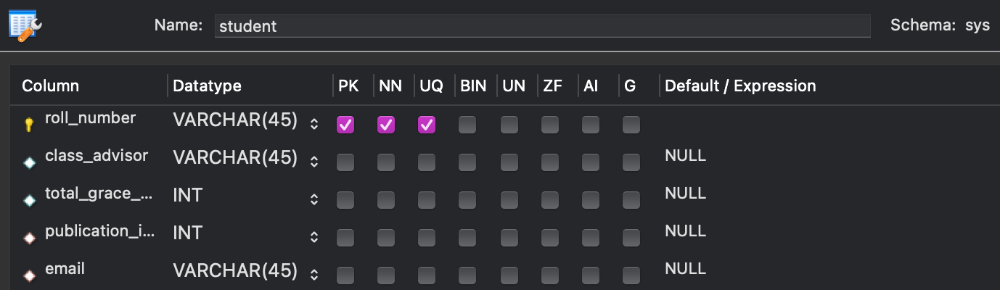 Name: student Schema: sys
Column Datatype PK NN UQ BIN UN ZF AI G Default / Expression
roll_number VARCHAR(45)
class_advisor VARCHAR(45) NULL
total_grace_... INT NULL
publication_i... INT NULL
email VARCHAR(45) NULL